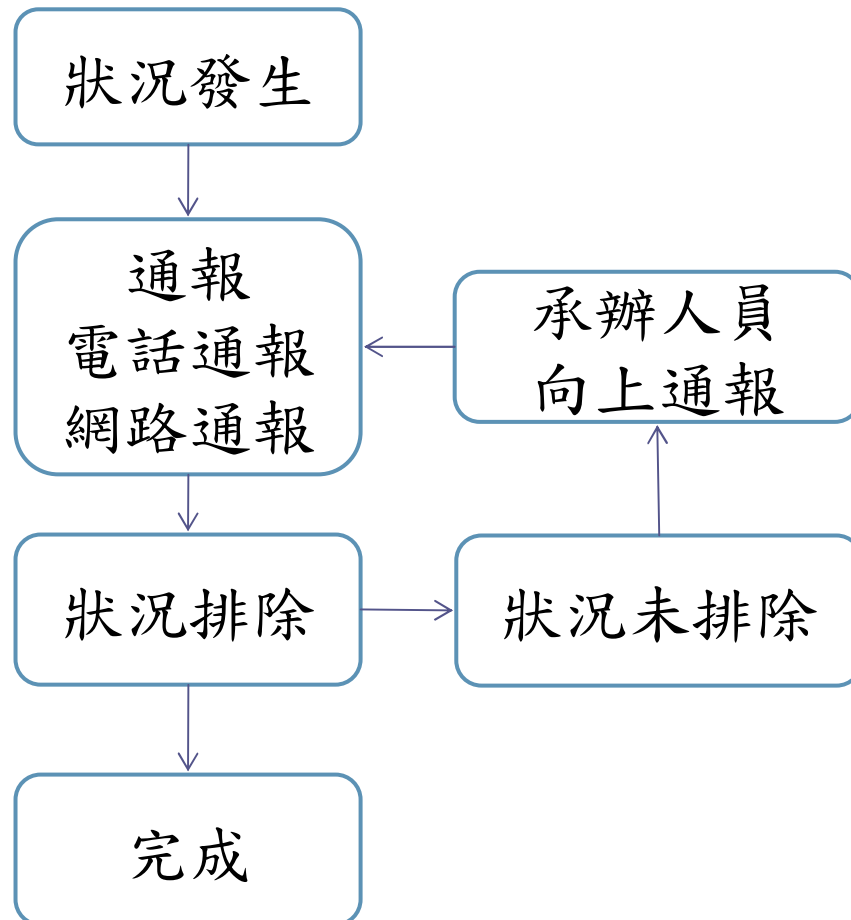 狀況發生
通報
電話通報
網路通報
承辦人員
向上通報
狀況排除
狀況未排除
完成